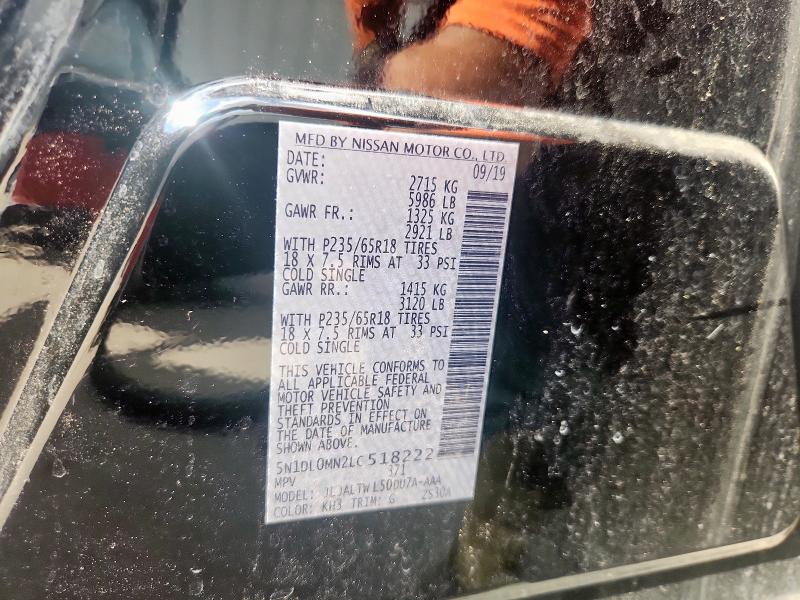 MFD BY NISSAN MOTOR CO., LTD.
DATE: 09/19
GVWR: 2715 KG
5986 LB
GAWR FR.: 1325 KG
2921 LB
WITH P235/65R18 TIRES
18 X 7.5 RIMS AT 33 PSI
COLD SINGLE
GAWR RR.: 1415 KG
3120 LB
WITH P235/65R18 TIRES
18 X 7.5 RIMS AT 33 PSI
COLD SINGLE
THIS VEHICLE CONFORMS TO
ALL APPLICABLE FEDERAL
MOTOR VEHICLE SAFETY AND
THEFT PREVENTION
STANDARDS IN EFFECT ON
THE DATE OF MANUFACTURE
SHOWN ABOVE.
5N1DL0MN2LC518222
MPV 371
MODEL:
COLOR: KH3 TRIM: G 2S30A